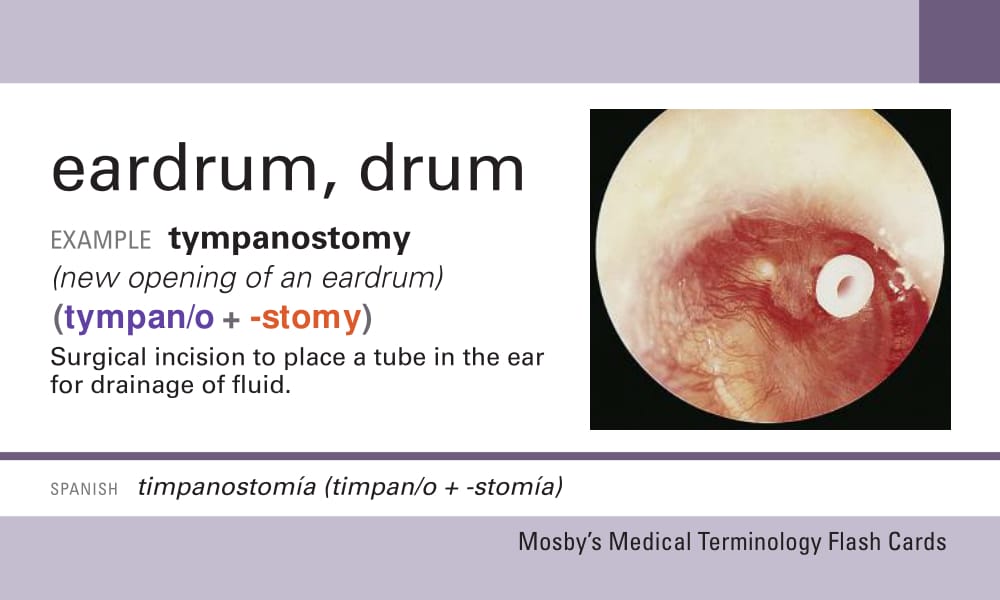 eardrum, drum
EXAMPLE tympanostomy
(new opening of an eardrum)
(tympan/o + -stomy)
Surgical incision to place a tube in the ear
for drainage of fluid.
SPANISH timpanostomía (timpan/o + -stomía)
Mosby’s Medical Terminology Flash Cards